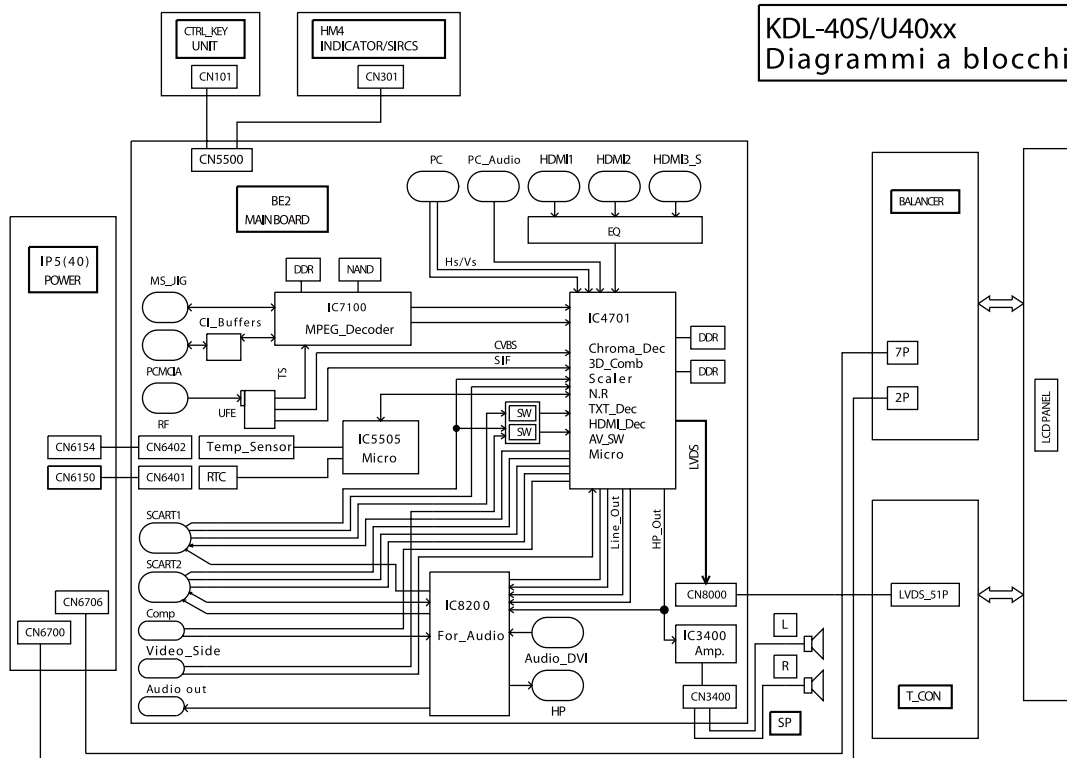 CTRL_KEY
UNIT
CN101
HM4
INDICATOR/SIRCS
CN301
KDL-40S/U40xx
Diagrammi a blocchi
CN5500
BE2
MAINBOARD
PC
PC_Audio
HDMI1
HDMI2
HDMI3_S
EQ
Hs/Vs
IP5(40)
POWER
MS_JIG
CI_Buffers
PCMCIA
RF
UFE
TS
DDR
NAND
IC7100
MPEG_Decoder
CVBS
SIF
IC4701
Chroma_Dec
3D_Comb
Scaler
N.R
TXT_Dec
HDMI_Dec
AV_SW
Micro
DDR
DDR
SW
SW
BALANCER
7P
2P
LCD PANEL
CN6154
CN6402
Temp_Sensor
CN6150
CN6401
RTC
IC5505
Micro
LVDS
Line_Out
HP_Out
SCART1
SCART2
Comp
Video_Side
Audio out
IC8200
For_Audio
Audio_DVI
HP
CN8000
IC3400
Amp.
CN3400
L
R
SP
LVDS_51P
T_CON
CN6706
CN6700